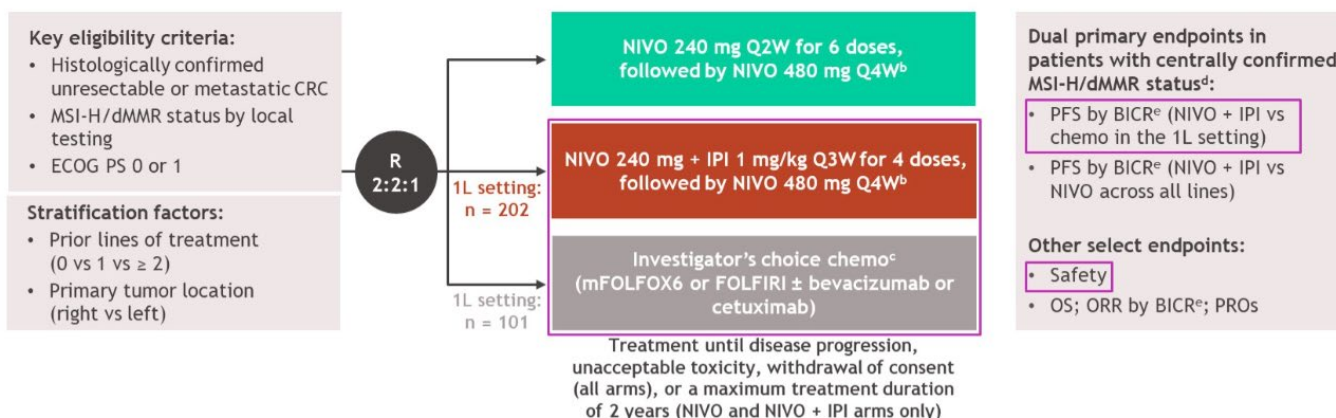 Key eligibility criteria:
• Histologically confirmed
unresectable or metastatic CRC
• MSI-H/dMMR status by local
testing
• ECOG PS 0 or 1
Stratification factors:
• Prior lines of treatment
(0 vs 1 vs ≥ 2)
• Primary tumor location
(right vs left)
R
2:2:1
NIVO 240 mg Q2W for 6 doses,
followed by NIVO 480 mg Q4Wᵇ
1L setting:
n = 202
NIVO 240 mg + IPI 1 mg/kg Q3W for 4 doses,
followed by NIVO 480 mg Q4Wᵇ
1L setting:
n = 101
Investigator's choice chemoᶜ
(mFOLFOX6 or FOLFIRI ± bevacizumab or
cetuximab)
Treatment until disease progression,
unacceptable toxicity, withdrawal of consent
(all arms), or a maximum treatment duration
of 2 years (NIVO and NIVO + IPI arms only)
Dual primary endpoints in
patients with centrally confirmed
MSI-H/dMMR statusᵈ:
• PFS by BICRᵉ (NIVO + IPI vs
chemo in the 1L setting)
• PFS by BICRᵉ (NIVO + IPI vs
NIVO across all lines)
Other select endpoints:
• Safety
• OS; ORR by BICRᵉ; PROs